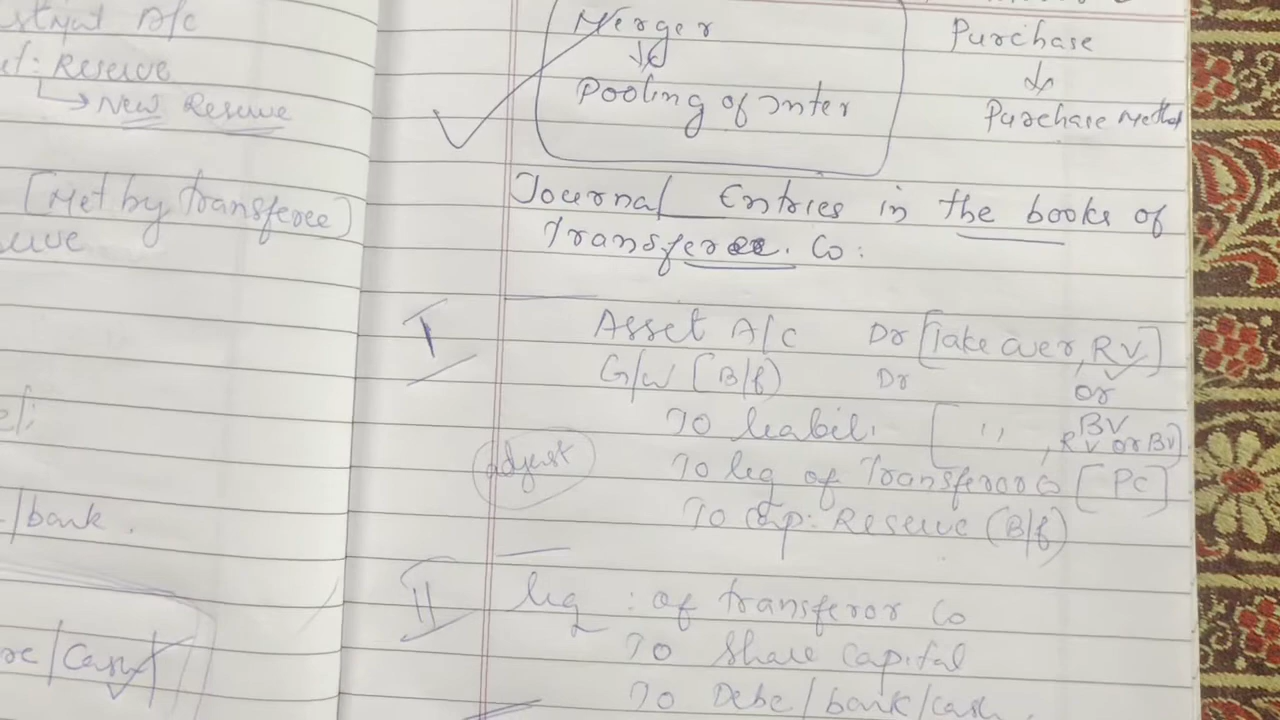 A/c
Reserve
→ New Reserve
[Met by transferee]
/bank.
/Cash
Merger
Pooling of Inter
Purchase
Purchase Method
Journal Entries in the books of
Transferee. Co:
I
Asset A/c Dr [Take over, RV]
or
G/w (B/f) Dr
BV
To Liabil. [ ,, , RV or BV]
adjust
To liq of Transferor Co [PC]
To Cap: Reserve (B/f)
II
liq : of transferor Co
To Share Capital
To Debe/bank/cash.